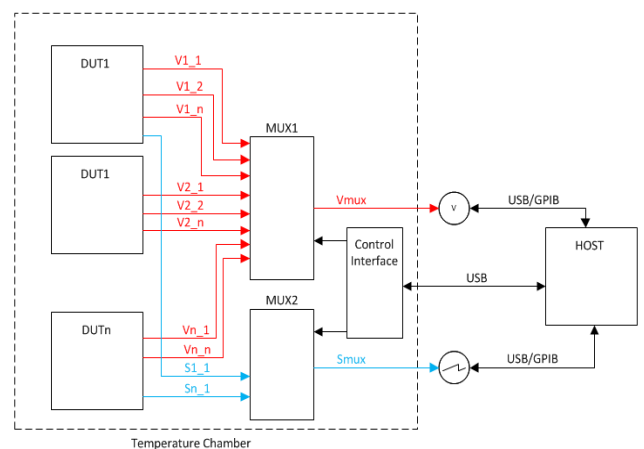 DUT1
V1_1
V1_2
V1_n
MUX1
DUT1
V2_1
V2_2
V2_n
Vmux
V
USB/GPIB
HOST
Control
Interface
USB
MUX2
DUTn
Vn_1
Vn_n
S1_1
Sn_1
Smux
USB/GPIB
Temperature Chamber